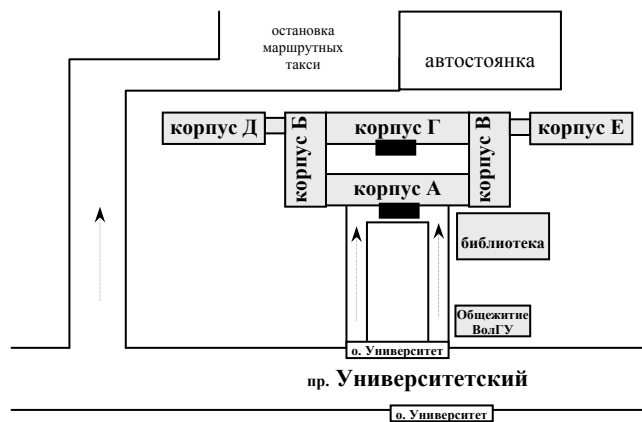 остановка
маршрутных
такси
автостоянка
корпус Д
корпус Б
корпус Г
корпус В
корпус Е
корпус А
библиотека
Общежитие
ВолГУ
о. Университет
пр. Университетский
о. Университет